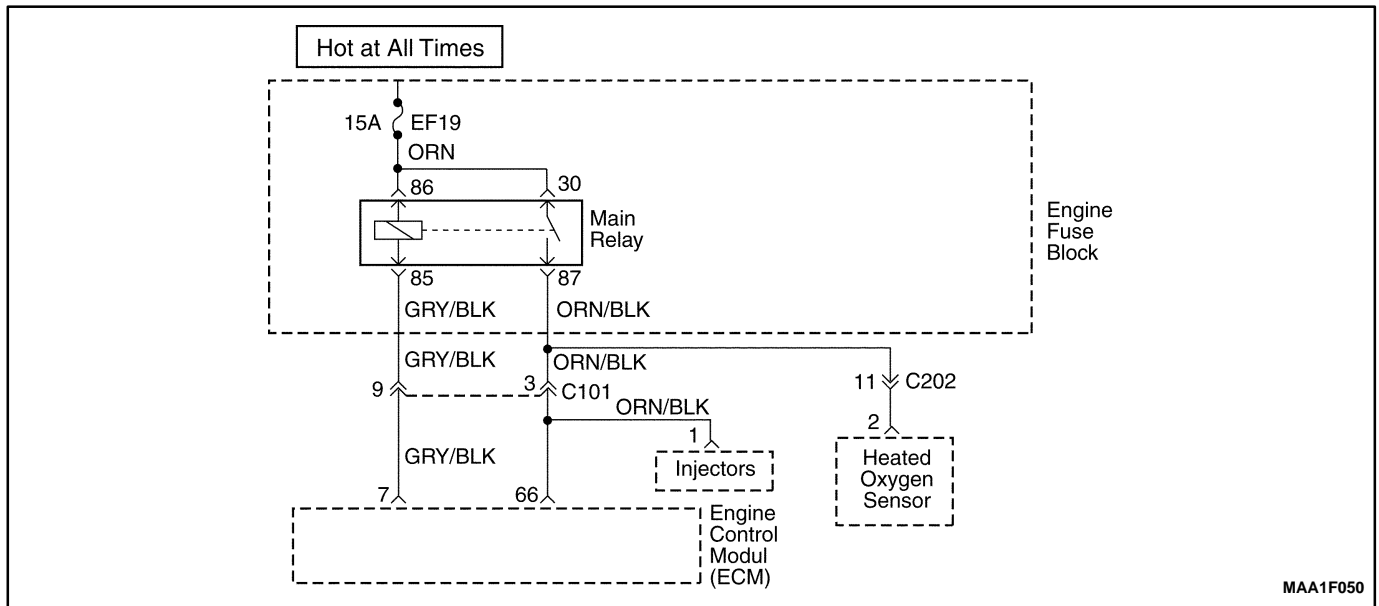 Hot at All Times
15A EF19
ORN
86 30
Main
Relay
85 87
GRY/BLK ORN/BLK
Engine
Fuse
Block
GRY/BLK ORN/BLK
9 3 C101
11 C202
ORN/BLK
1
2
Injectors
Heated
Oxygen
Sensor
GRY/BLK
7 66
Engine
Control
Modul
(ECM)
MAA1F050